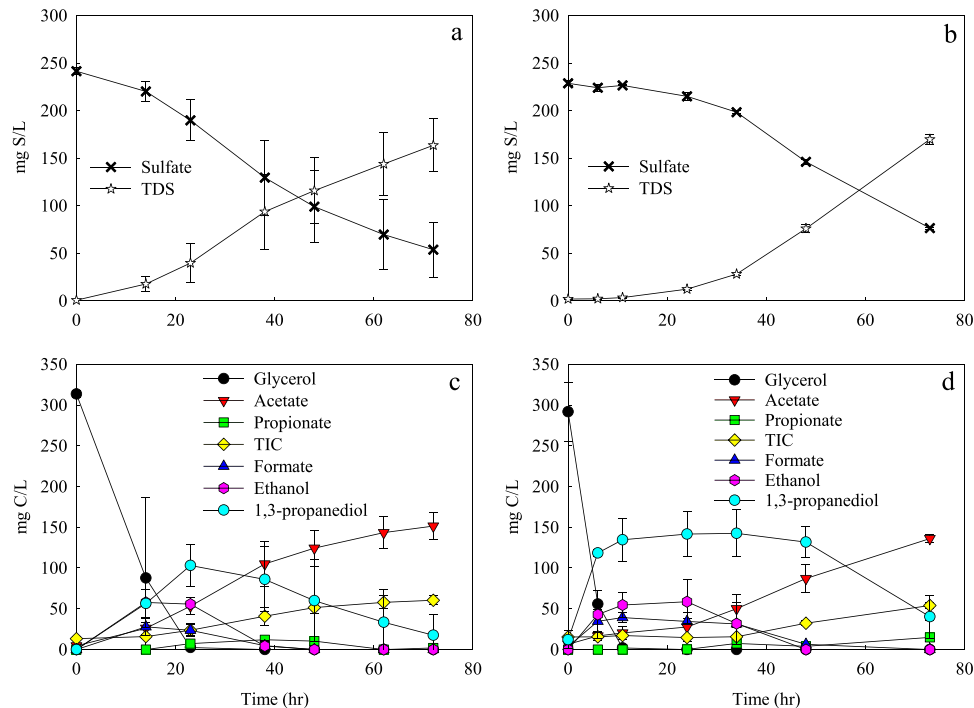 300
250
200
150
100
50
0
mg S/L
a
Sulfate
TDS
0
20
40
60
80
b
Sulfate
TDS
300
250
200
150
100
50
0
mg S/L
0
20
40
60
80
350
300
250
200
150
100
50
0
mg C/L
c
Glycerol
Acetate
Propionate
TIC
Formate
Ethanol
1,3-propanediol
0
20
40
60
80
Time (hr)
350
300
250
200
150
100
50
0
mg C/L
d
Glycerol
Acetate
Propionate
TIC
Formate
Ethanol
1,3-propanediol
0
20
40
60
80
Time (hr)